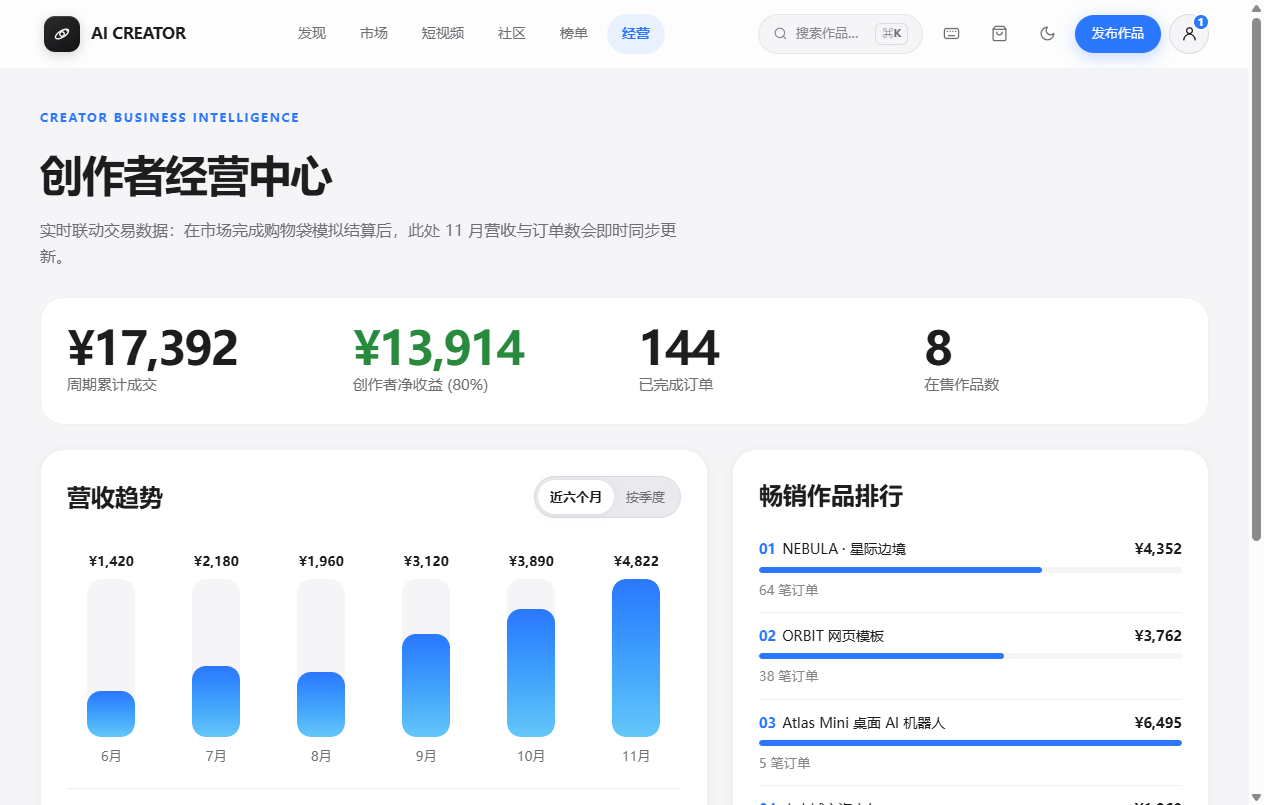 AI CREATOR
发现
市场
短视频
社区
榜单
经营
搜索作品...
⌘K
发布作品
1
CREATOR BUSINESS INTELLIGENCE
创作者经营中心
实时联动交易数据：在市场完成购物袋模拟结算后，此处 11 月营收与订单数会即时同步更
新。
¥17,392
周期累计成交
¥13,914
创作者净收益 (80%)
144
已完成订单
8
在售作品数
营收趋势
近六个月
按季度
¥1,420
¥2,180
¥1,960
¥3,120
¥3,890
¥4,822
6月
7月
8月
9月
10月
11月
畅销作品排行
01 NEBULA · 星际边境
¥4,352
64 笔订单
02 ORBIT 网页模板
¥3,762
38 笔订单
03 Atlas Mini 桌面 AI 机器人
¥6,495
5 笔订单